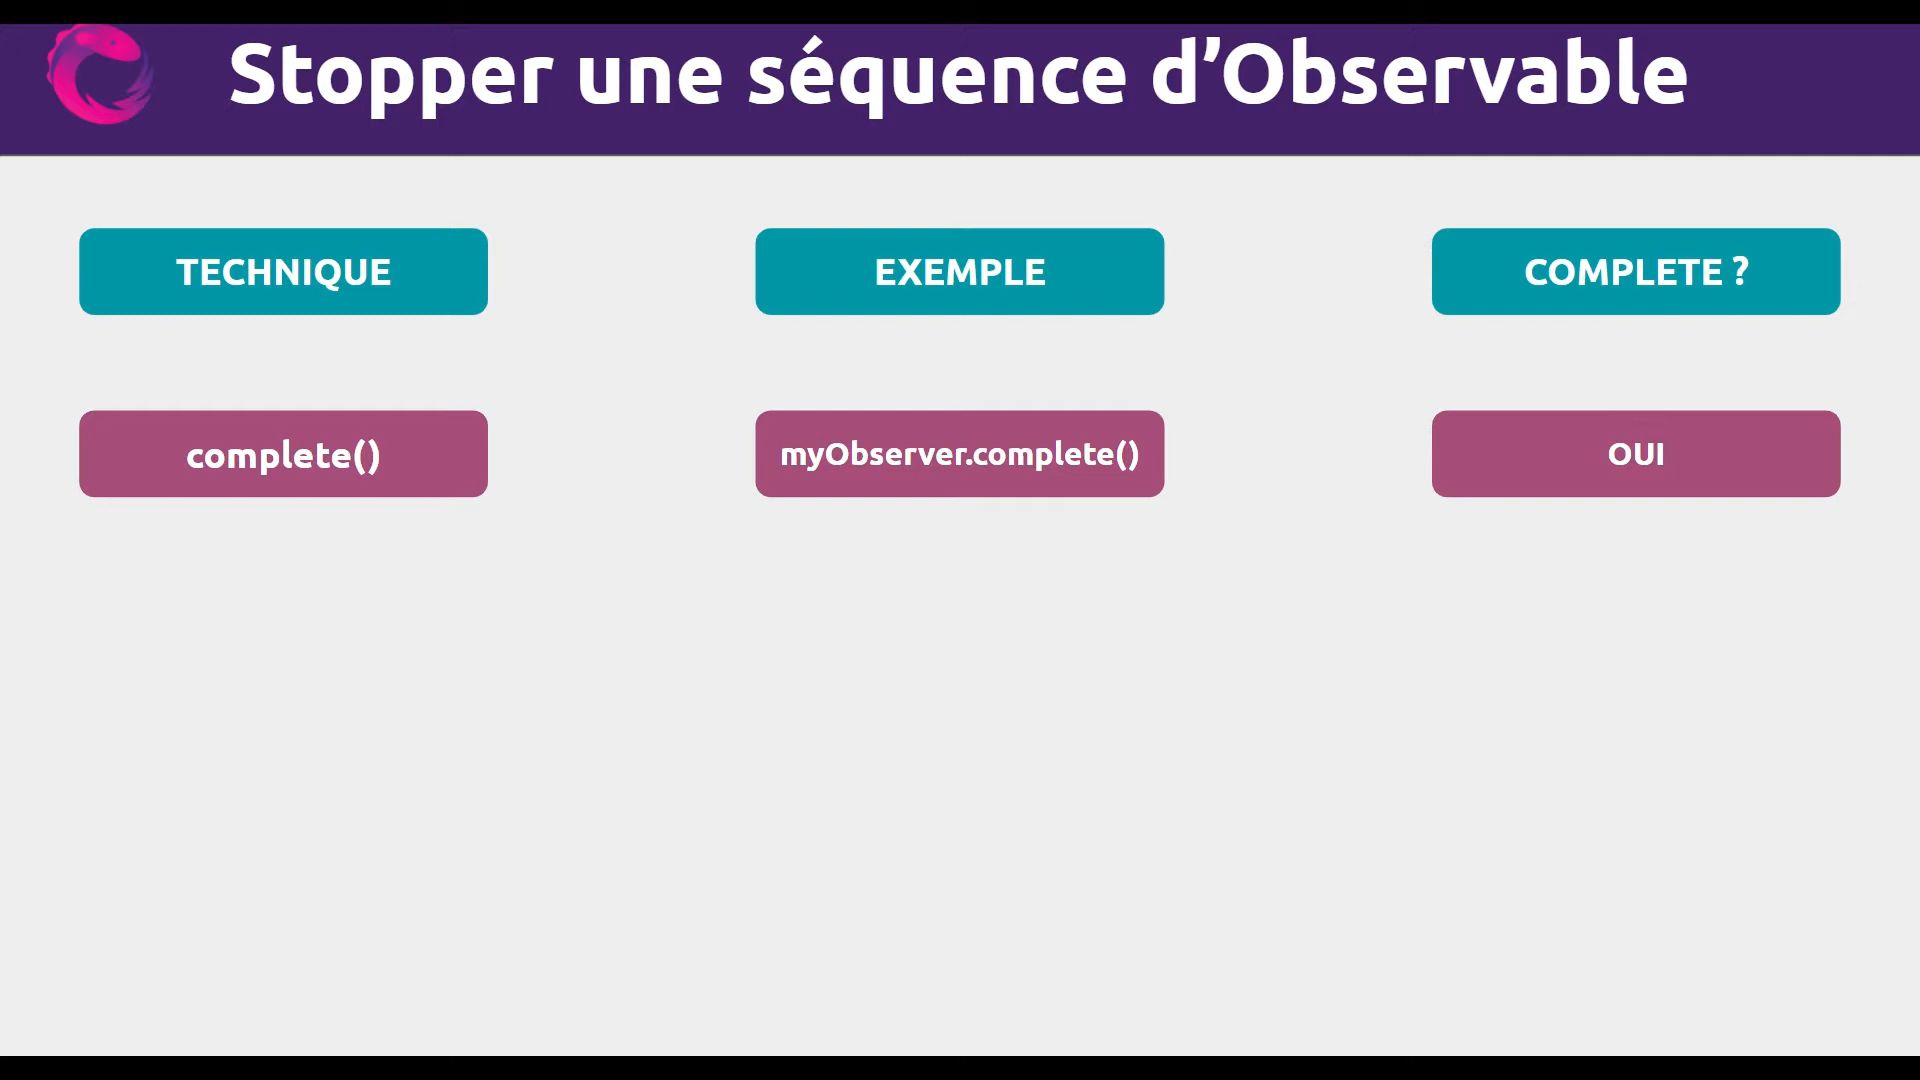 Stopper une séquence d’Observable
TECHNIQUE
EXEMPLE
COMPLETE ?
complete()
myObserver.complete()
OUI